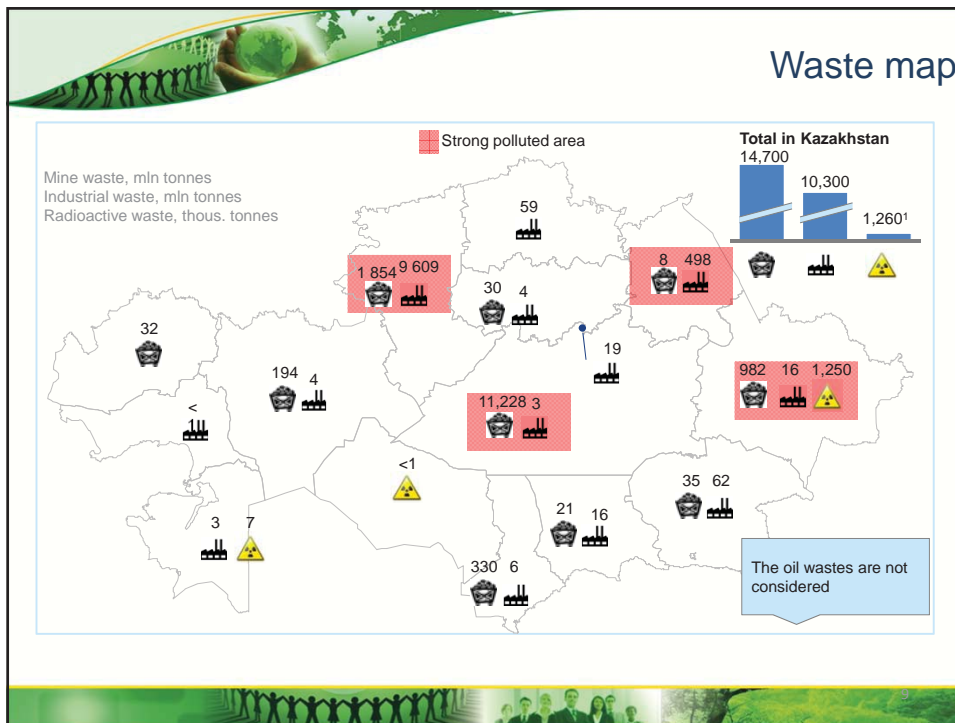 Waste map
Strong polluted area
Total in Kazakhstan
14,700
10,300
1,260¹
Mine waste, mln tonnes
Industrial waste, mln tonnes
Radioactive waste, thous. tonnes
59
1 854 9 609
8 498
30 4
32
19
194 4
982 16 1,250
11,228 3
<
1
<1
35 62
21 16
3 7
330 6
The oil wastes are not
considered
9